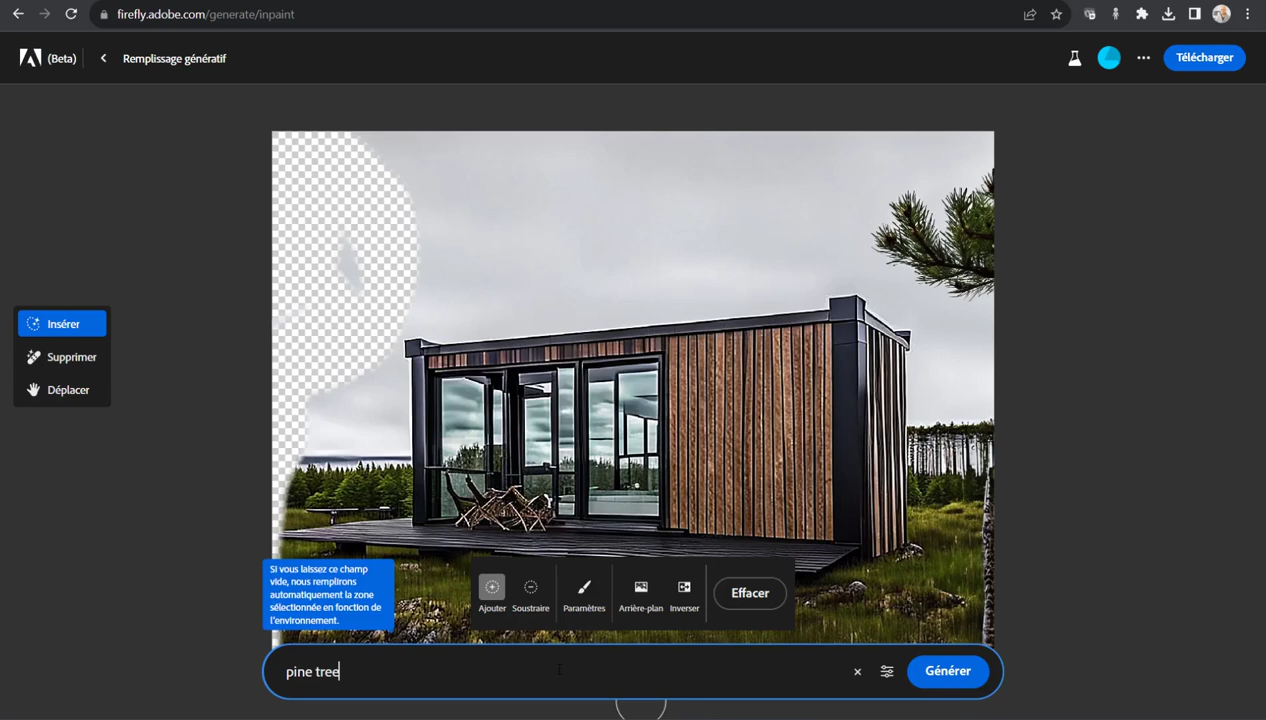 firefly.adobe.com/generate/inpaint
(Beta)
Remplissage génératif
Télécharger
Insérer
Supprimer
Déplacer
Si vous laissez ce champ
vide, nous remplirons
automatiquement la zone
sélectionnée en fonction de
l'environnement.
Ajouter
Soustraire
Paramètres
Arrière-plan
Inverser
Effacer
pine tree
Générer